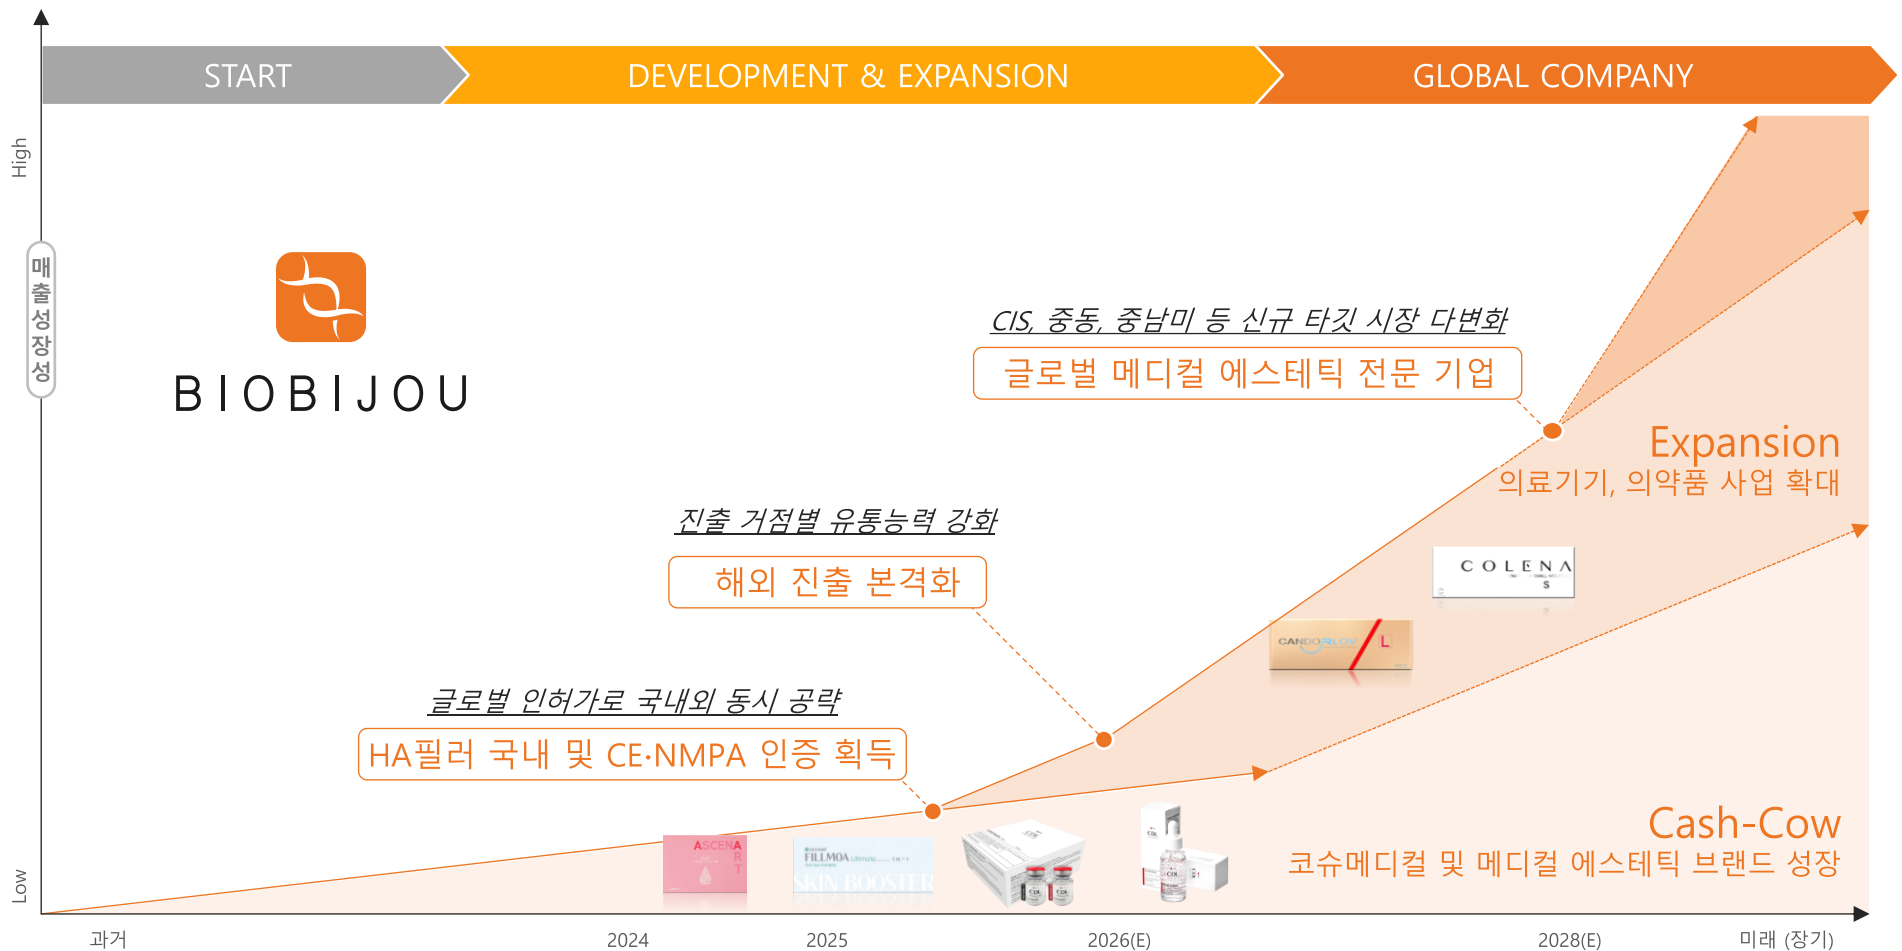 START
DEVELOPMENT & EXPANSION
GLOBAL COMPANY
High
매출성장성
Low
BIOBIJOU
CIS, 중동, 중남미 등 신규 타깃 시장 다변화
글로벌 메디컬 에스테틱 전문 기업
Expansion
의료기기, 의약품 사업 확대
진출 거점별 유통능력 강화
해외 진출 본격화
COLENA
S
CANDORLOV
L
글로벌 인허가로 국내외 동시 공략
HA필러 국내 및 CE·NMPA 인증 획득
Cash-Cow
코슈메디컬 및 메디컬 에스테틱 브랜드 성장
ASCENART
FILLMOA Ultimate
SKIN BOOSTER
CDL
CDL
과거
2024
2025
2026(E)
2028(E)
미래 (장기)